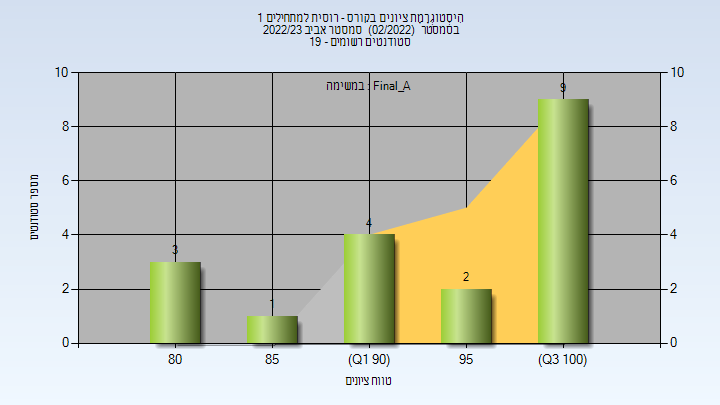 היסטוגרמת ציונים בקורס - רוסית למתחילים 1
בסמסטר (02/2022) סמסטר אביב 2022/23
סטודנטים רשומים - 19
במשימה : Final_A
מספר סטודנטים
10 10
8 8
6 6
4 4
2 2
0 0
3 1 4 2 9
80 85 (Q1 90) 95 (Q3 100)
טווח ציונים